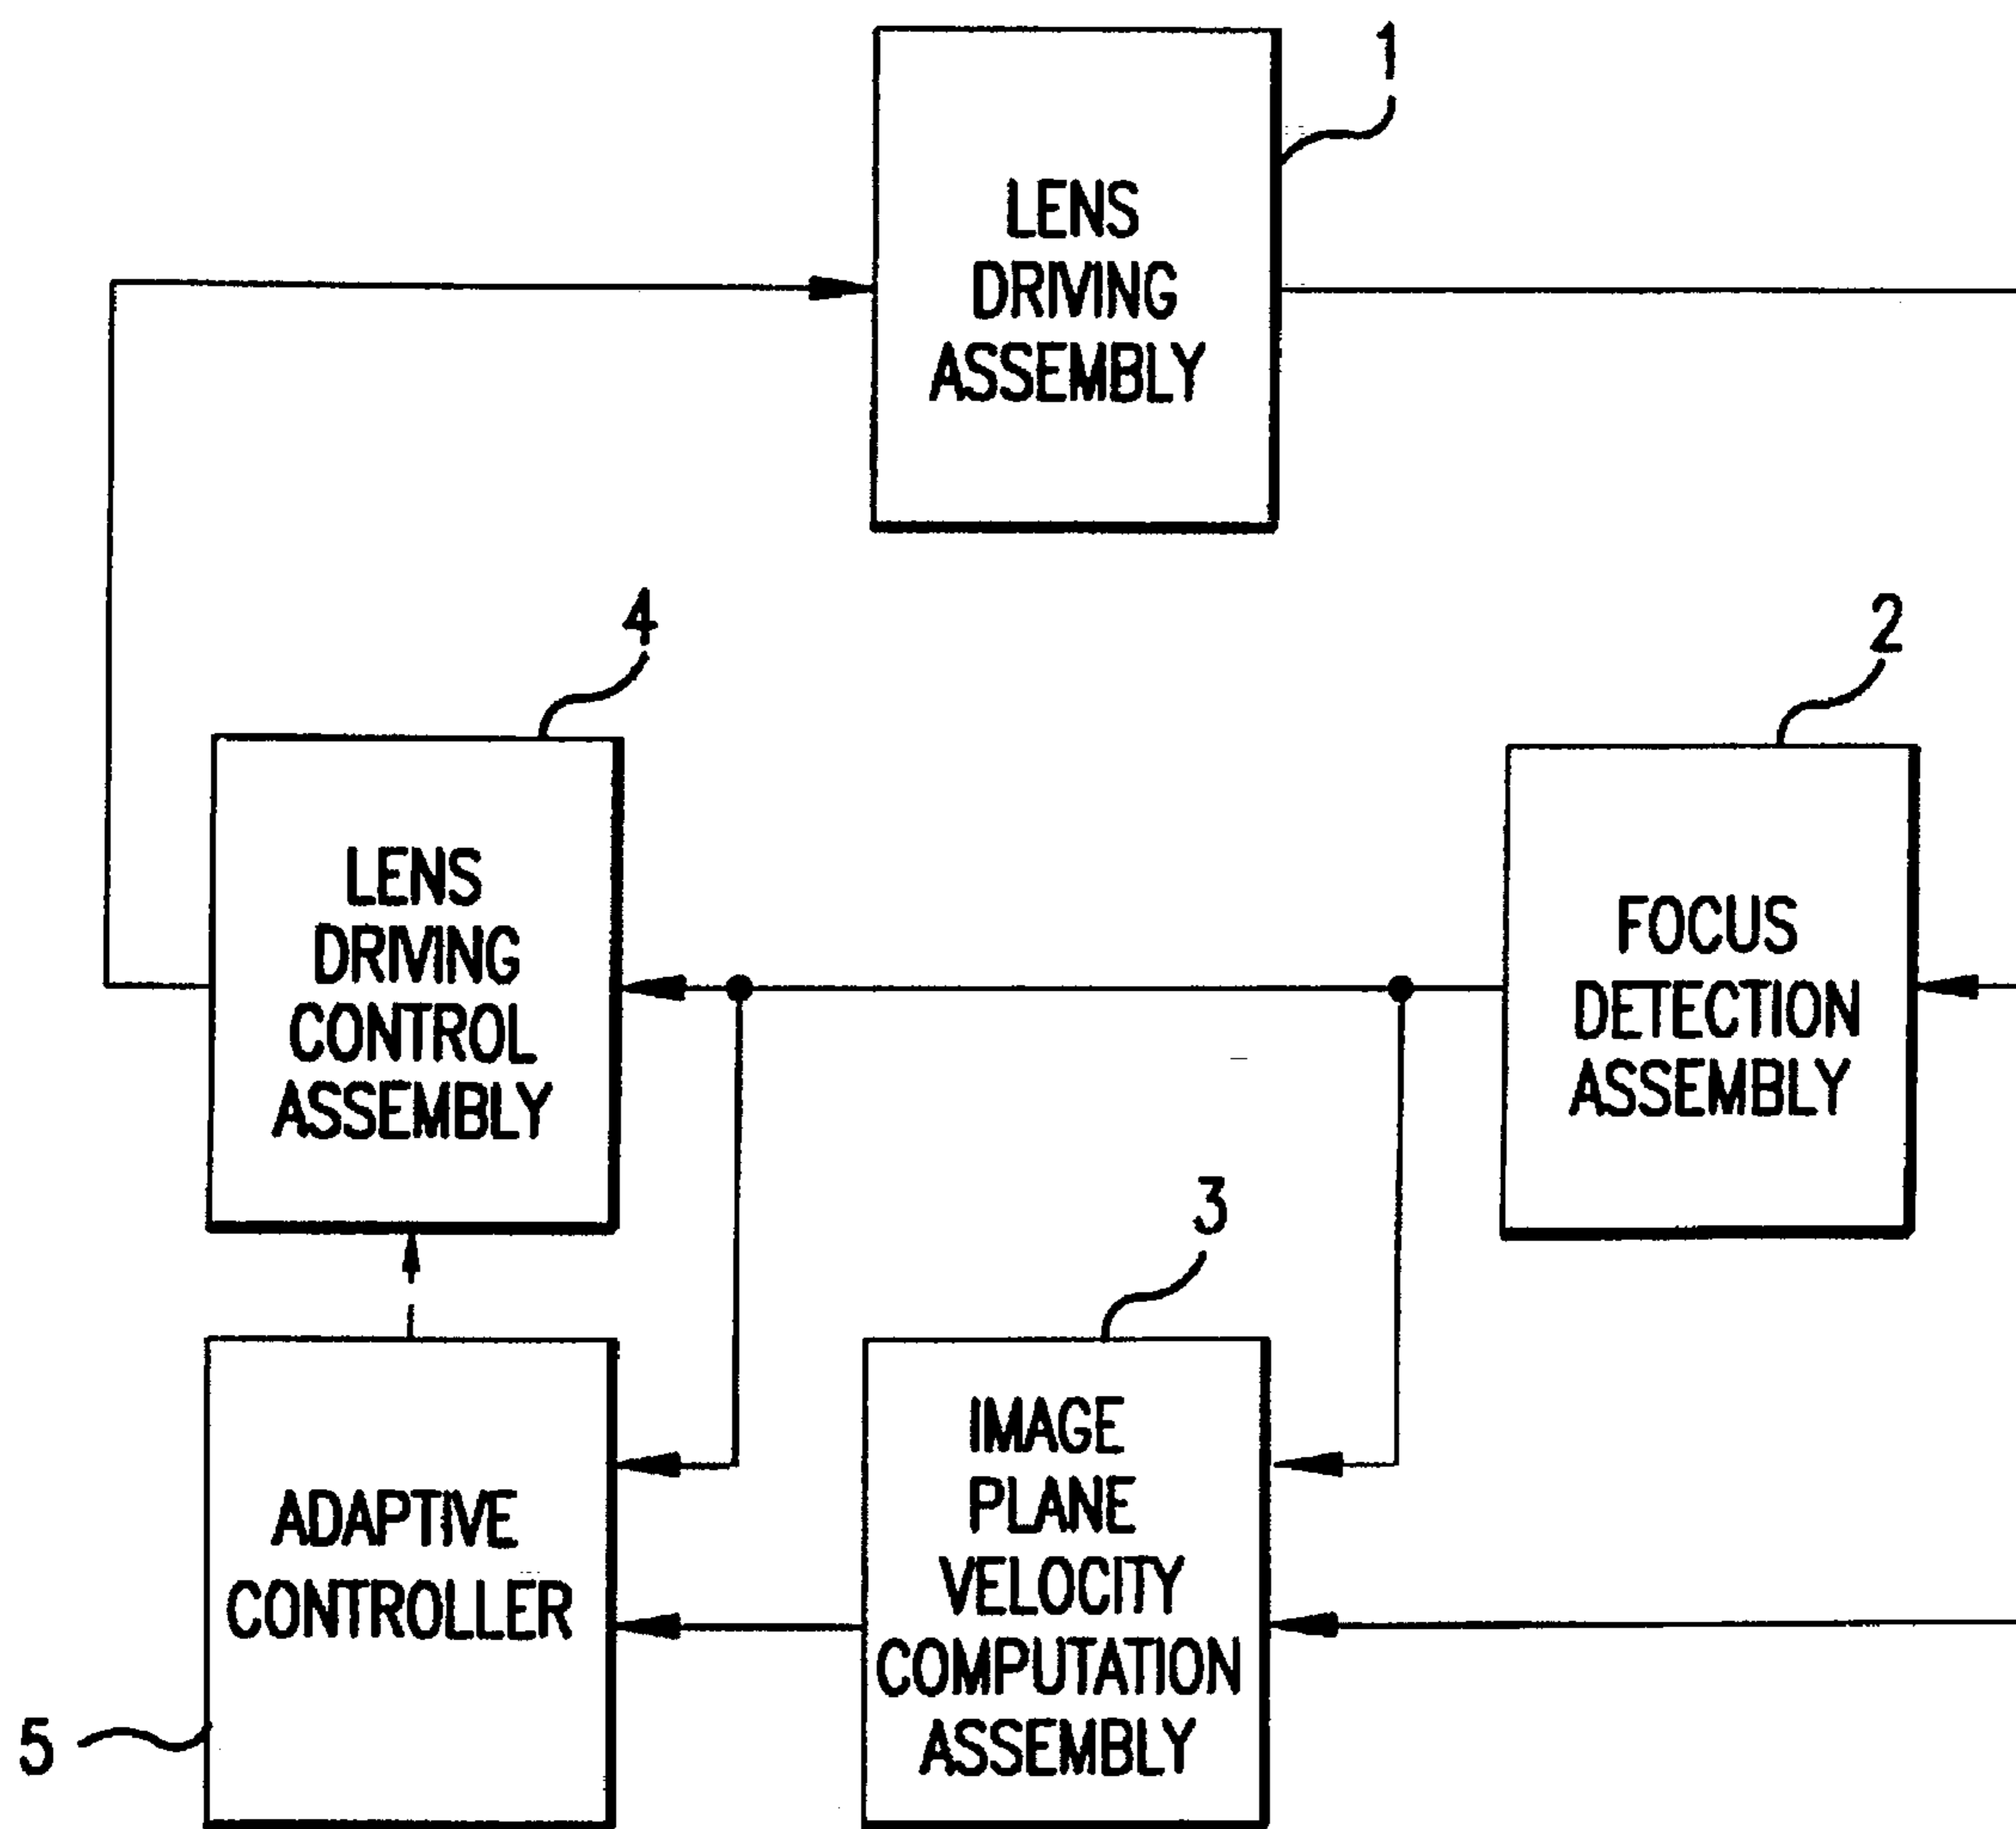 1
LENS
DRIVING
ASSEMBLY
4
2
LENS
DRIVING
CONTROL
ASSEMBLY
FOCUS
DETECTION
ASSEMBLY
3
ADAPTIVE
CONTROLLER
IMAGE
PLANE
VELOCITY
COMPUTATION
ASSEMBLY
5